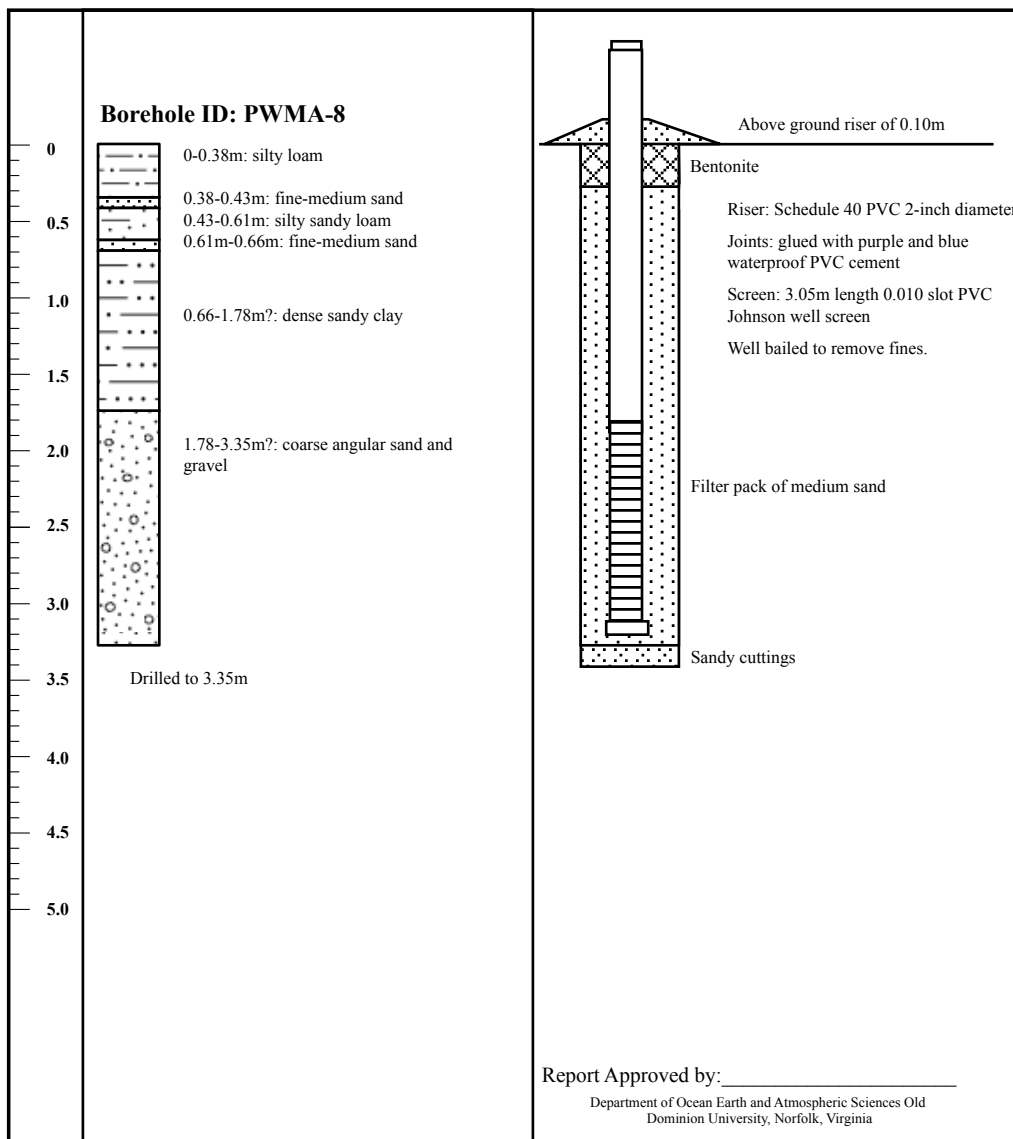 Borehole ID: PWMA-8
0
0.5
1.0
1.5
2.0
2.5
3.0
3.5
4.0
4.5
5.0
0-0.38m: silty loam
0.38-0.43m: fine-medium sand
0.43-0.61m: silty sandy loam
0.61m-0.66m: fine-medium sand
0.66-1.78m?: dense sandy clay
1.78-3.35m?: coarse angular sand and
gravel
Drilled to 3.35m
Above ground riser of 0.10m
Bentonite
Riser: Schedule 40 PVC 2-inch diameter
Joints: glued with purple and blue
waterproof PVC cement
Screen: 3.05m length 0.010 slot PVC
Johnson well screen
Well bailed to remove fines.
Filter pack of medium sand
Sandy cuttings
Report Approved by:________________________
Department of Ocean Earth and Atmospheric Sciences Old
Dominion University, Norfolk, Virginia